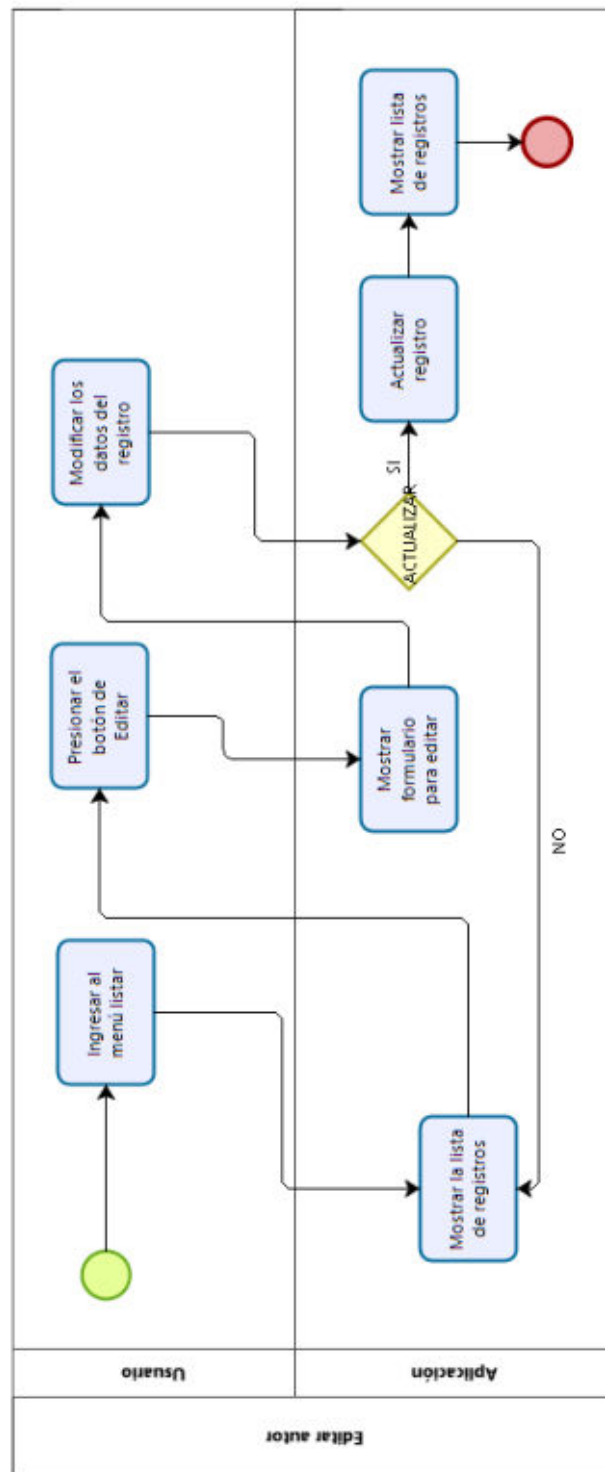 Editar autor
Usuario
Ingresar al
menú listar
Presionar el
botón de
Editar
Modificar los
datos del
registro
Aplicación
Mostrar la lista
de registros
Mostrar
formulario
para editar
ACTUALIZAR
SI
NO
Actualizar
registro
Mostrar lista
de registros